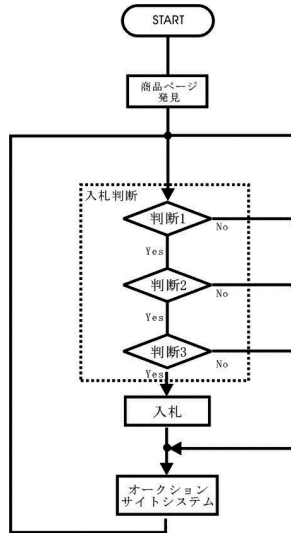 START
商品ページ
発見
入札判断
判断1
No
Yes
判断2
No
Yes
判断3
No
Yes
入札
オークション
サイトシステム